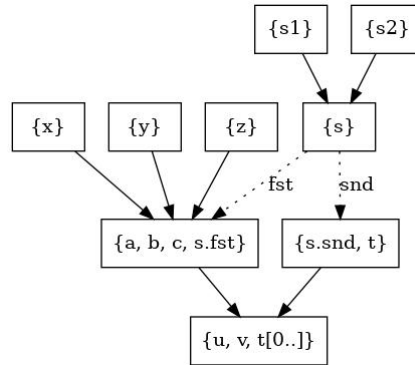 {s1} {s2}
{x} {y} {z} {s}
fst snd
{a, b, c, s.fst} {s.snd, t}
{u, v, t[0..]}